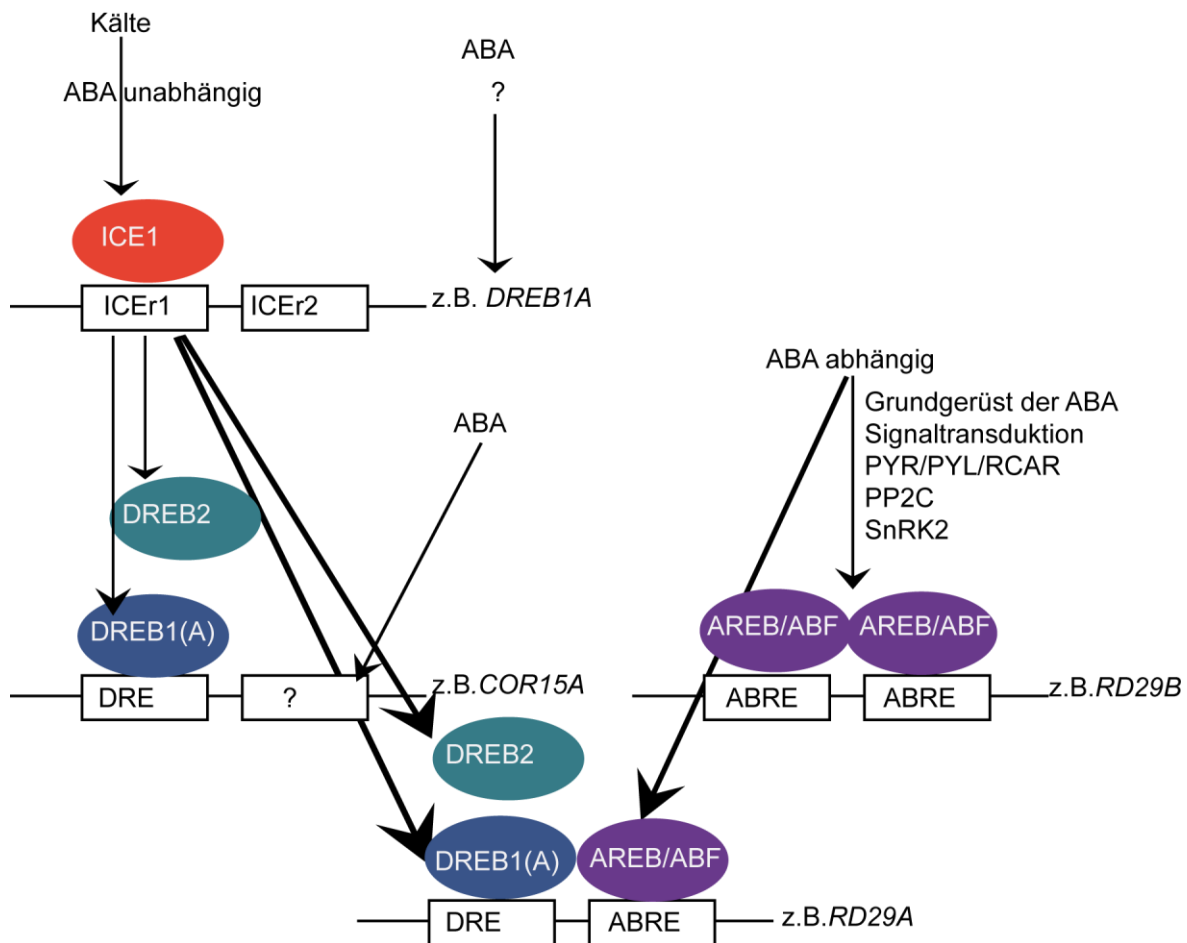 Kälte
ABA unabhängig
ABA
?
ICE1
ICEr1
ICEr2
z.B. DREB1A
ABA abhängig
Grundgerüst der ABA
Signaltransduktion
PYR/PYL/RCAR
PP2C
SnRK2
ABA
DREB2
DREB1(A)
DRE
?
z.B.COR15A
AREB/ABF
AREB/ABF
ABRE
ABRE
z.B.RD29B
DREB2
DREB1(A)
AREB/ABF
DRE
ABRE
z.B.RD29A